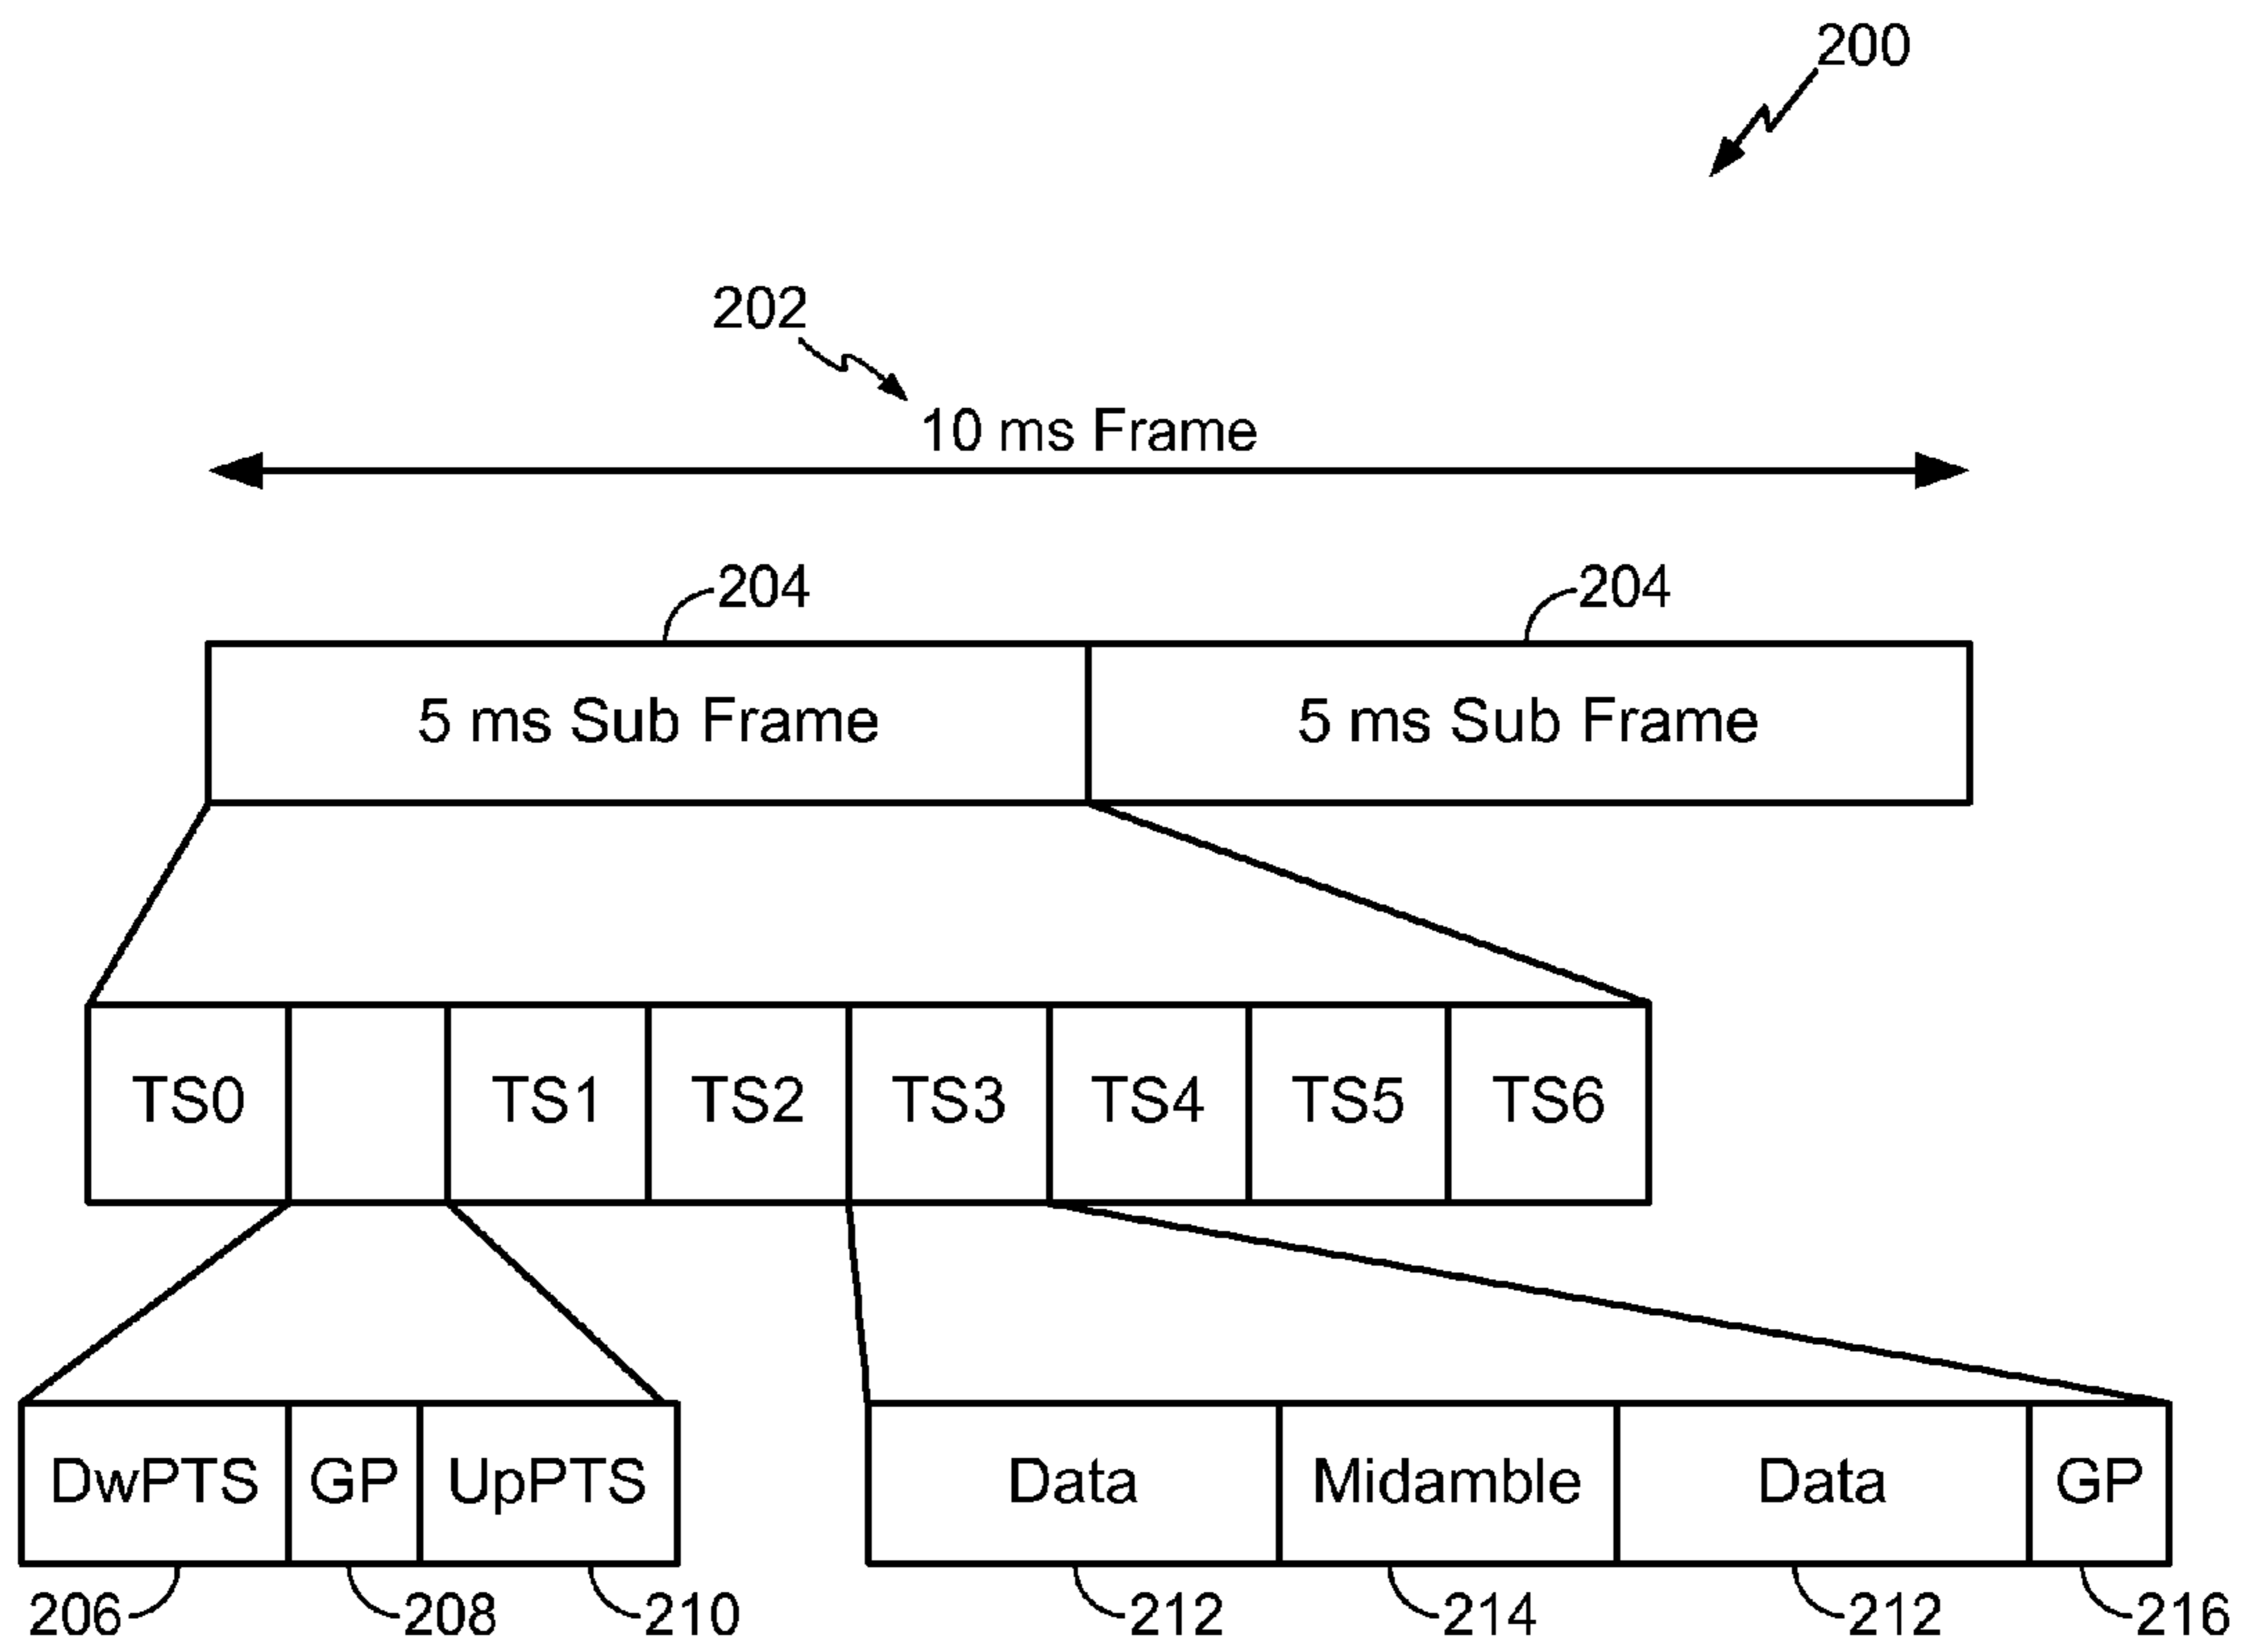 200
202
10 ms Frame
204 204
5 ms Sub Frame 5 ms Sub Frame
TS0 TS1 TS2 TS3 TS4 TS5 TS6
DwPTS GP UpPTS Data Midamble Data GP
206 208 210 212 214 212 216